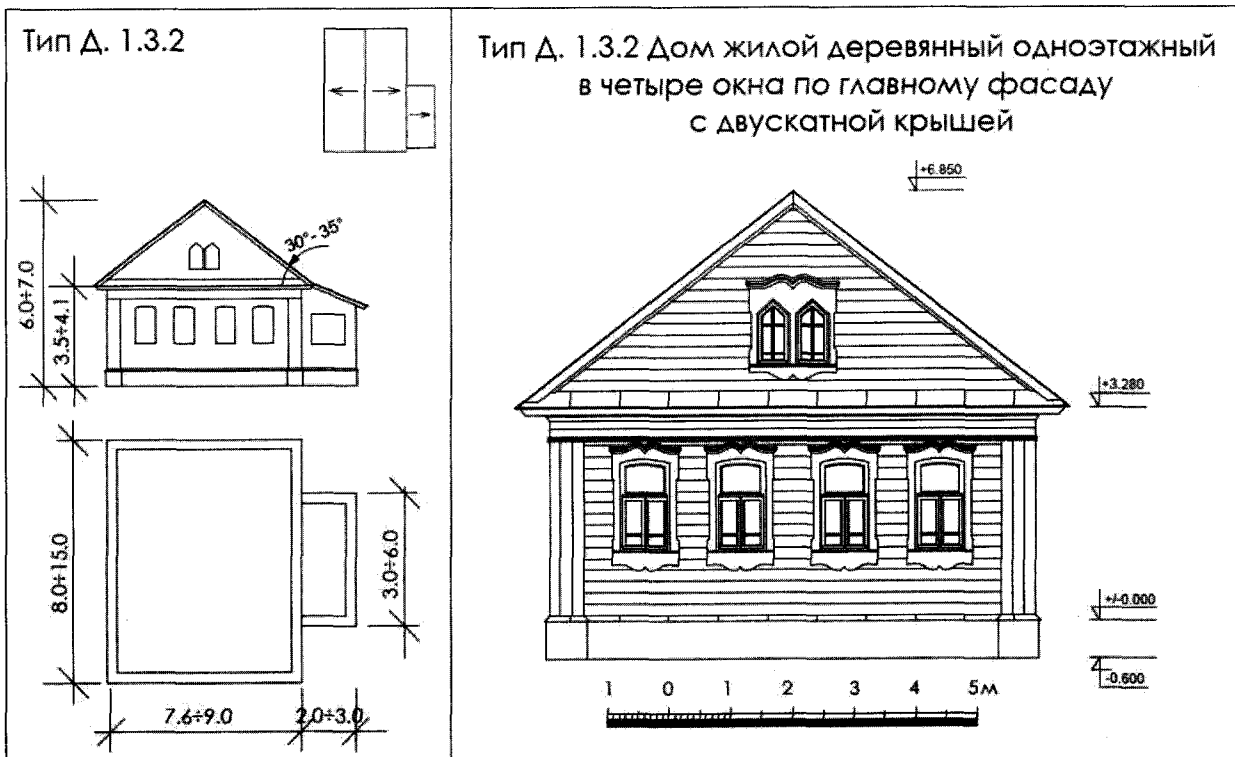 Тип Д. 1.3.2
30°- 35°
6.0÷7.0
3.5÷4.1
8.0÷15.0
3.0÷6.0
7.6÷9.0
2.0÷3.0
Тип Д. 1.3.2 Дом жилой деревянный одноэтажный
в четыре окна по главному фасаду
с двускатной крышей
+6.850
+3.280
+/-0.000
-0.600
1 0 1 2 3 4 5м